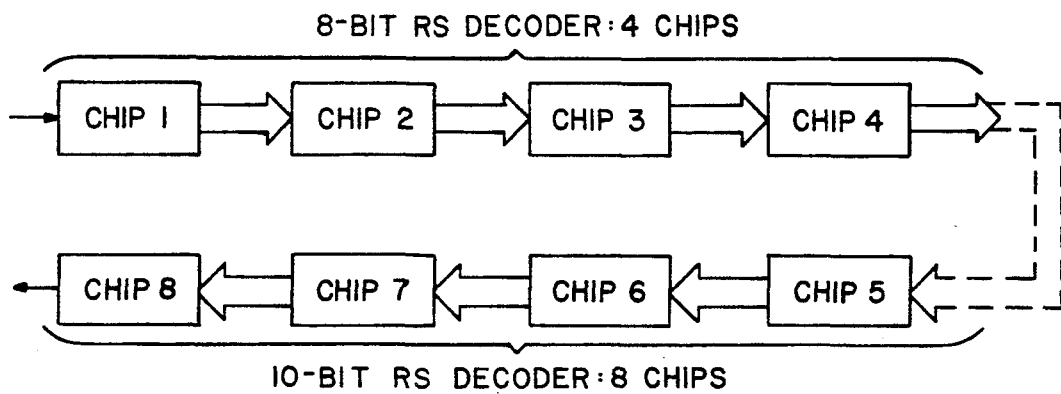 8-BIT RS DECODER: 4 CHIPS
CHIP 1
CHIP 2
CHIP 3
CHIP 4
CHIP 8
CHIP 7
CHIP 6
CHIP 5
10-BIT RS DECODER: 8 CHIPS